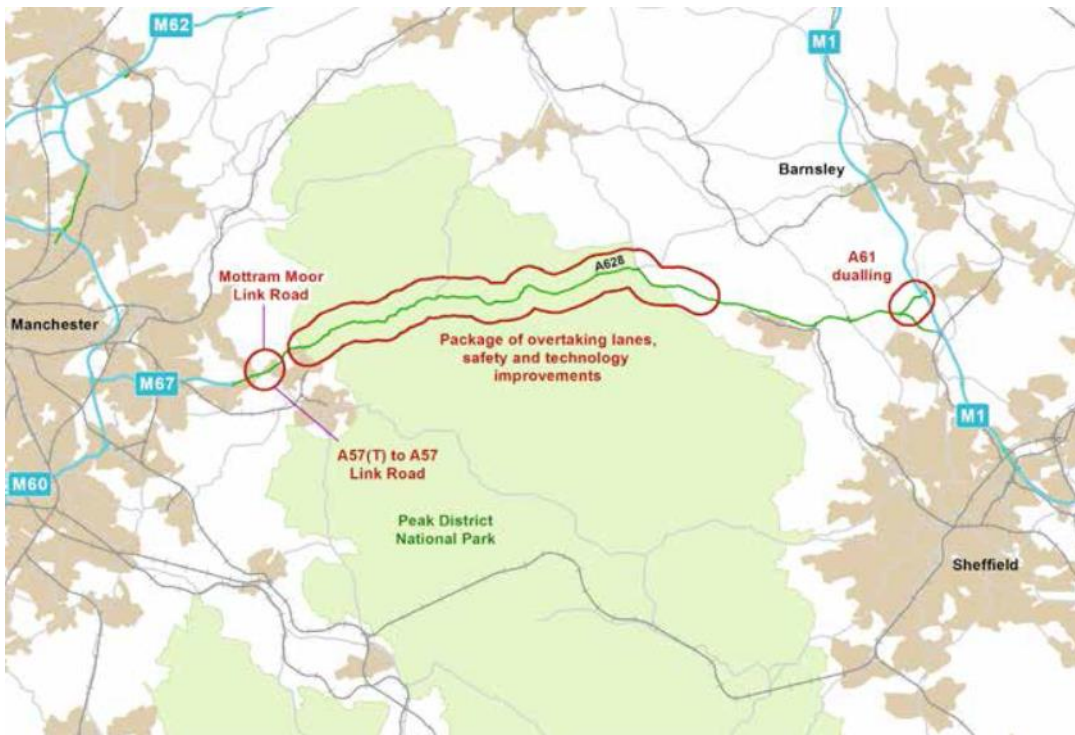 M62
M1
Barnsley
A628
A61
dualling
Mottram Moor
Link Road
Manchester
Package of overtaking lanes,
safety and technology
improvements
M67
M1
A57(T) to A57
Link Road
M60
Peak District
National Park
Sheffield